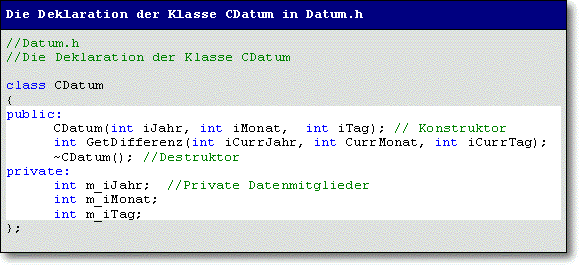 Die Deklaration der Klasse CDatum in Datum.h
//Datum.h
//Die Deklaration der Klasse CDatum
class CDatum
{
public:
CDatum(int iJahr, int iMonat, int iTag); // Konstruktor
int GetDifferenz(int iCurrJahr, int CurrMonat, int iCurrTag);
~CDatum(); //Destruktor
private:
int m_iJahr; //Private Datenmitglieder
int m_iMonat;
int m_iTag;
};